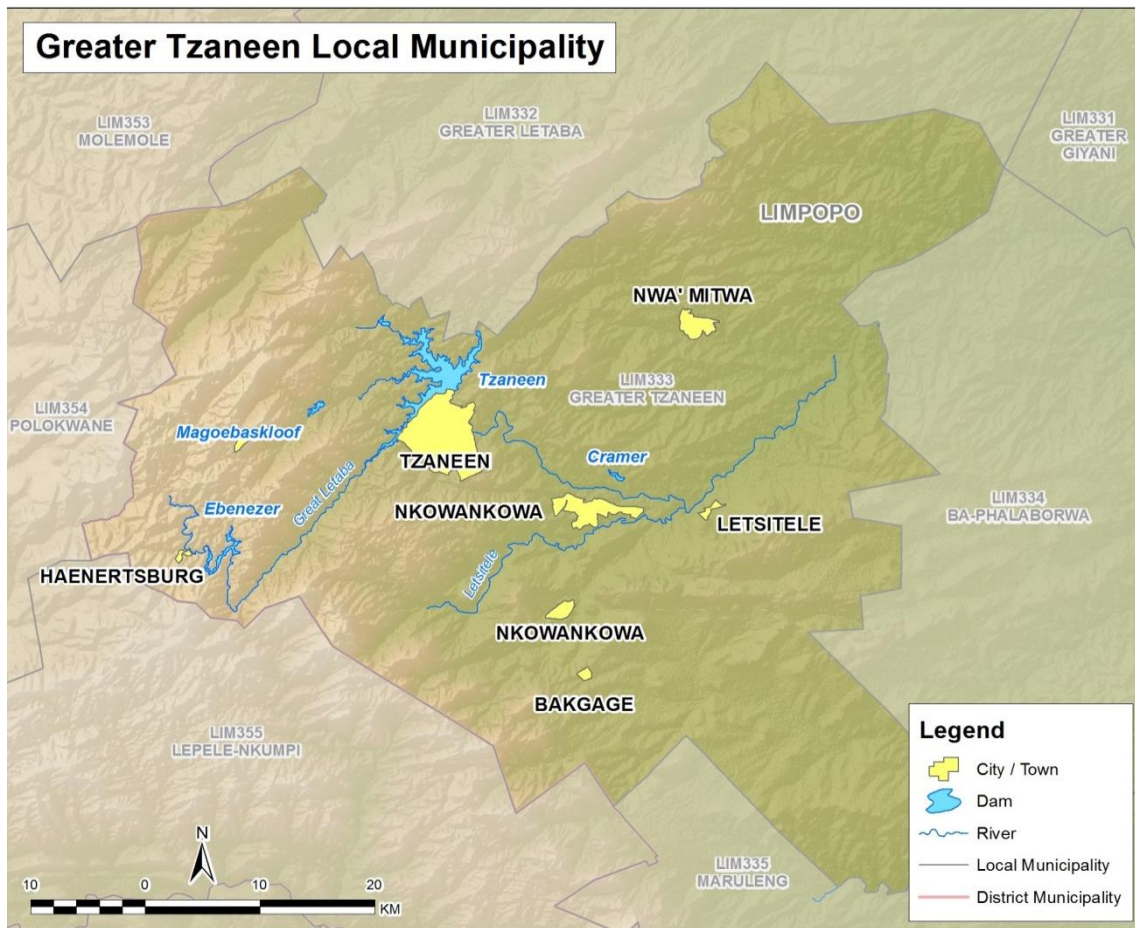 Greater Tzaneen Local Municipality
LIM353
MOLEMOLE
LIM332
GREATER LETABA
LIM331
GREATER
GIYANI
LIMPOPO
NWA' MITWA
Tzaneen
LIM333
GREATER TZANEEN
LIM354
POLOKWANE
Magoebaskloof
TZANEEN
Cramer
Great Letaba
Ebenezer
NKOWANKOWA
LETSITELE
LIM334
BA-PHALABORWA
HAENERTSBURG
Letsitele
NKOWANKOWA
BAKGAGE
LIM355
LEPELE-NKUMPI
LIM335
MARULENG
Legend
City / Town
Dam
River
Local Municipality
District Municipality
N
10 0 10 20
KM